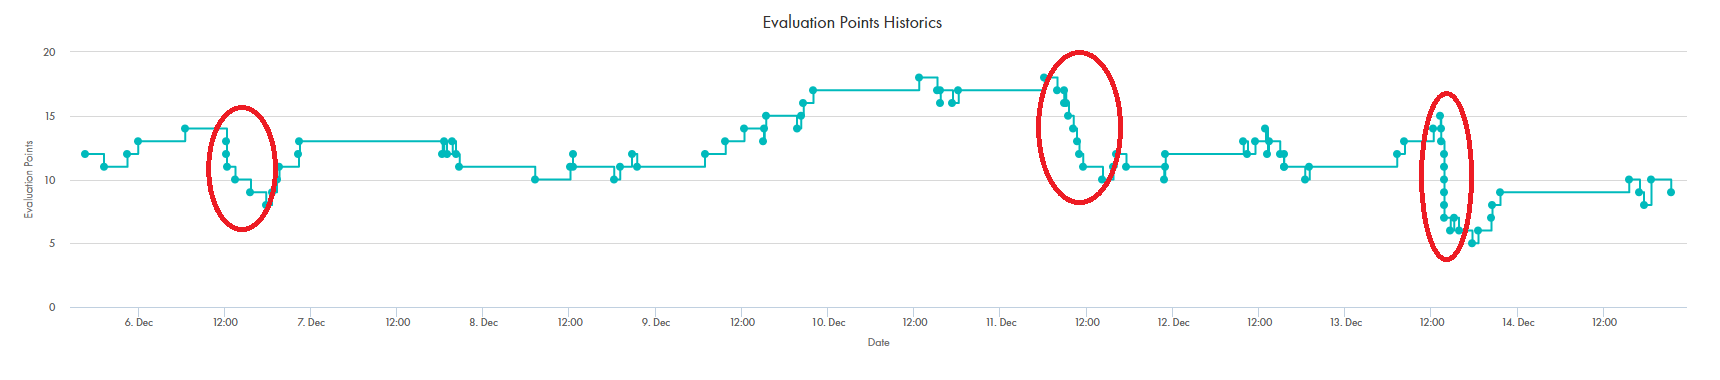 Evaluation Points Historics
Evaluation Points
20
15
10
5
0
6. Dec 12:00 7. Dec 12:00 8. Dec 12:00 9. Dec 12:00 10. Dec 12:00 11. Dec 12:00 12. Dec 12:00 13. Dec 12:00 14. Dec 12:00
Date